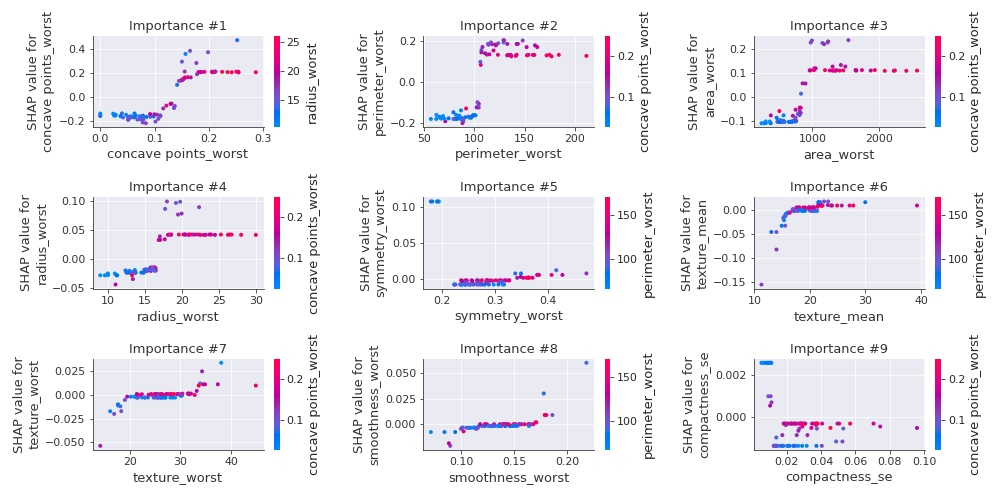 Importance #1
SHAP value for
concave points_worst
0.4
0.2
0.0
−0.2
0.0
0.1
0.2
0.3
concave points_worst
25
20
15
radius_worst
Importance #2
SHAP value for
perimeter_worst
0.2
0.0
−0.2
50
100
150
200
perimeter_worst
0.2
0.1
concave points_worst
Importance #3
SHAP value for
area_worst
0.2
0.1
0.0
−0.1
1000
2000
area_worst
0.2
0.1
concave points_worst
Importance #4
SHAP value for
radius_worst
0.10
0.05
0.00
−0.05
10
15
20
25
30
radius_worst
0.2
0.1
concave points_worst
Importance #5
SHAP value for
symmetry_worst
0.10
0.05
0.00
0.2
0.3
0.4
symmetry_worst
150
100
perimeter_worst
Importance #6
SHAP value for
texture_mean
0.00
−0.05
−0.10
−0.15
10
20
30
40
texture_mean
150
100
perimeter_worst
Importance #7
SHAP value for
texture_worst
0.025
0.000
−0.025
−0.050
20
30
40
texture_worst
0.2
0.1
concave points_worst
Importance #8
SHAP value for
smoothness_worst
0.050
0.025
0.000
0.10
0.15
0.20
smoothness_worst
150
100
perimeter_worst
Importance #9
SHAP value for
compactness_se
0.002
0.000
0.02
0.04
0.06
0.08
0.10
compactness_se
0.2
0.1
concave points_worst